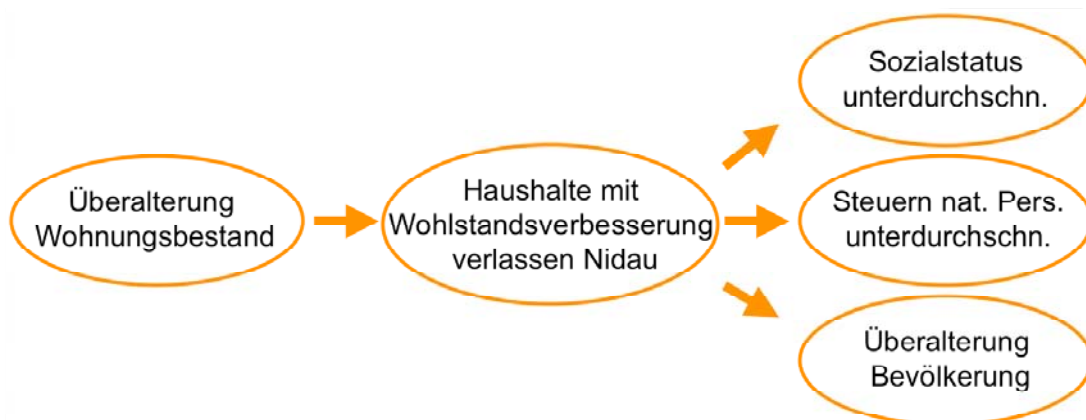 Überalterung
Wohnungsbestand
Haushalte mit
Wohlstandsverbesserung
verlassen Nidau
Sozialstatus
unterdurchschn.
Steuern nat. Pers.
unterdurchschn.
Überalterung
Bevölkerung